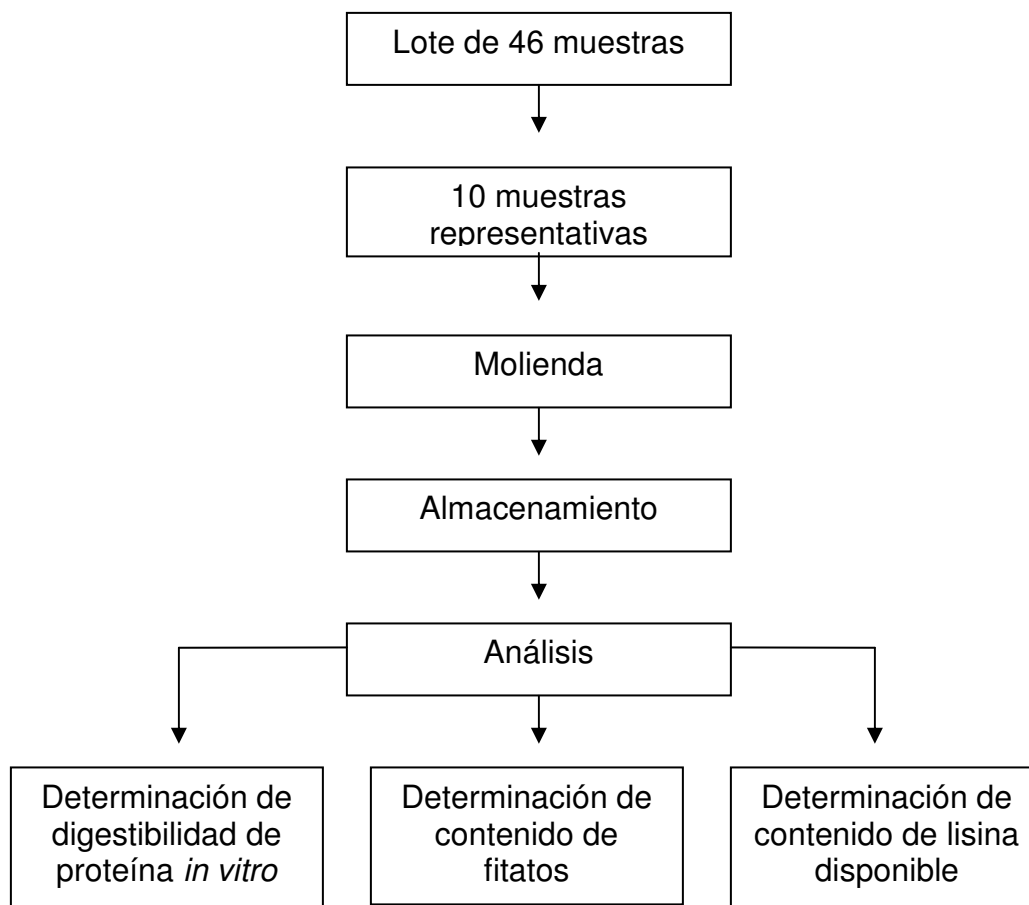 Lote de 46 muestras
10 muestras
representativas
Molienda
Almacenamiento
Análisis
Determinación de
digestibilidad de
proteína in vitro
Determinación de
contenido de
fitatos
Determinación de
contenido de lisina
disponible